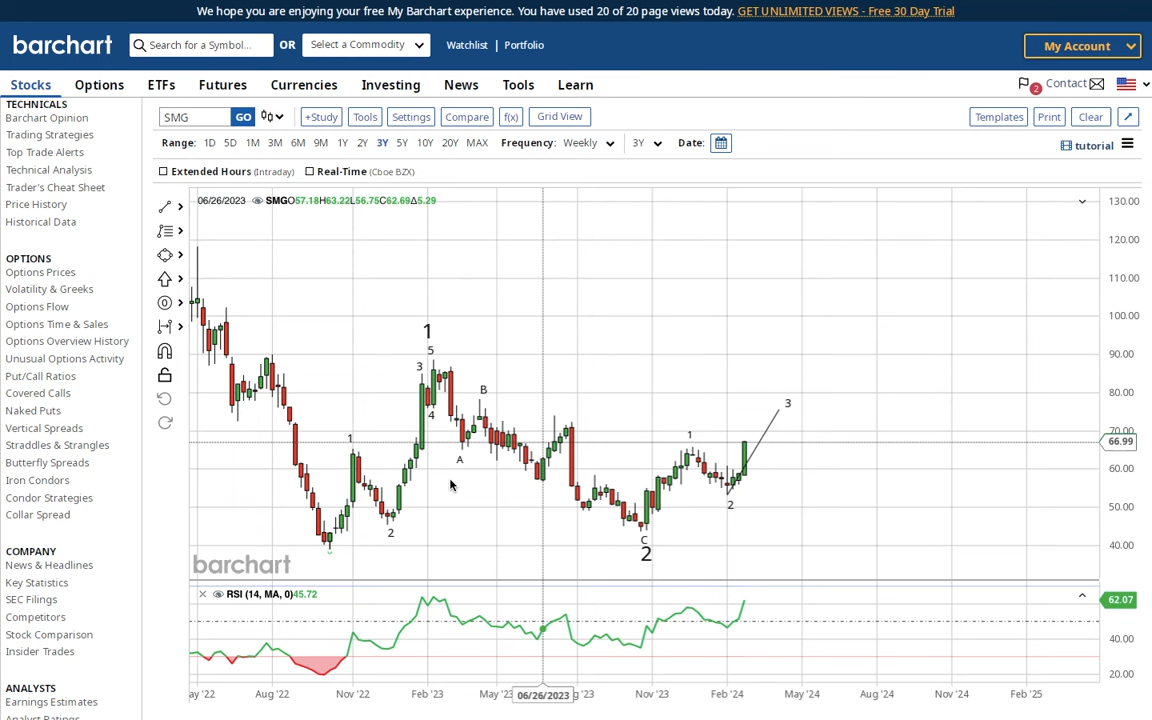 We hope you are enjoying your free My Barchart experience. You have used 20 of 20 page views today. GET UNLIMITED VIEWS - Free 30 Day Trial
barchart Search for a Symbol... OR Select a Commodity Watchlist | Portfolio My Account
Stocks Options ETFs Futures Currencies Investing News Tools Learn 2 Contact
TECHNICALS
Barchart Opinion
Trading Strategies
Top Trade Alerts
Technical Analysis
Trader's Cheat Sheet
Price History
Historical Data
OPTIONS
Options Prices
Volatility & Greeks
Options Flow
Options Time & Sales
Options Overview History
Unusual Options Activity
Put/Call Ratios
Covered Calls
Naked Puts
Vertical Spreads
Straddles & Strangles
Butterfly Spreads
Iron Condors
Condor Strategies
Collar Spread
COMPANY
News & Headlines
Key Statistics
SEC Filings
Competitors
Stock Comparison
Insider Trades
ANALYSTS
Earnings Estimates
SMG GO +Study Tools Settings Compare f(x) Grid View Templates Print Clear
Range: 1D 5D 1M 3M 6M 9M 1Y 2Y 3Y 5Y 10Y 20Y MAX Frequency: Weekly 3Y Date: tutorial
Extended Hours (Intraday) Real-Time (Cboe BZX)
06/26/2023 SMG O57.18H63.22L56.75C62.69Δ5.29
130.00
120.00
110.00
100.00
90.00
80.00
70.00
66.99
60.00
50.00
40.00
1
5
3
4
B
1
A
2
3
1
2
C
2
barchart
RSI (14, MA, 0)45.72
62.07
40.00
20.00
ay '22 Aug '22 Nov '22 Feb '23 May '23 06/26/2023 g '23 Nov '23 Feb '24 May '24 Aug '24 Nov '24 Feb '25